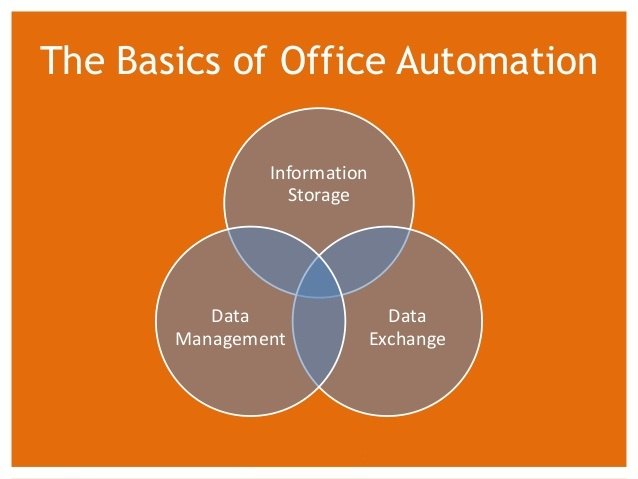 The Basics of Office Automation
Information
Storage
Data
Management
Data
Exchange